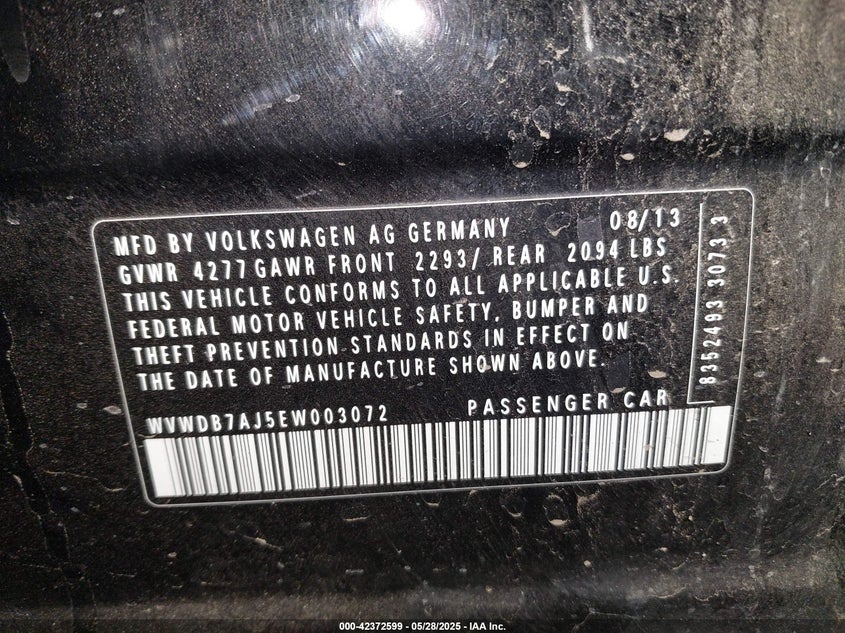 MFD BY VOLKSWAGEN AG GERMANY 08/13
GVWR 4277 GAWR FRONT 2293/ REAR 2094 LBS
THIS VEHICLE CONFORMS TO ALL APPLICABLE U.S.
FEDERAL MOTOR VEHICLE SAFETY, BUMPER AND
THEFT PREVENTION STANDARDS IN EFFECT ON
THE DATE OF MANUFACTURE SHOWN ABOVE.
WVWDB7AJ5EW003072 PASSENGER CAR
8352493 3073 3
000-42372599 - 05/28/2025 - IAA Inc.